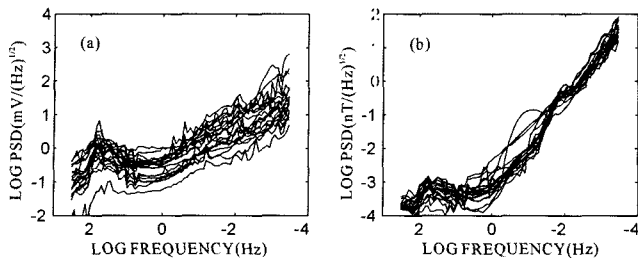 4
3
2
1
0
-1
-2
LOG PSD(mV/(Hz)^1/2)
(a)
2 0 -2 -4
LOG FREQUENCY(Hz)
2
1
0
-1
-2
-3
-4
LOG PSD(nT/(Hz)^1/2)
(b)
2 0 -2 -4
LOG FREQUENCY(Hz)